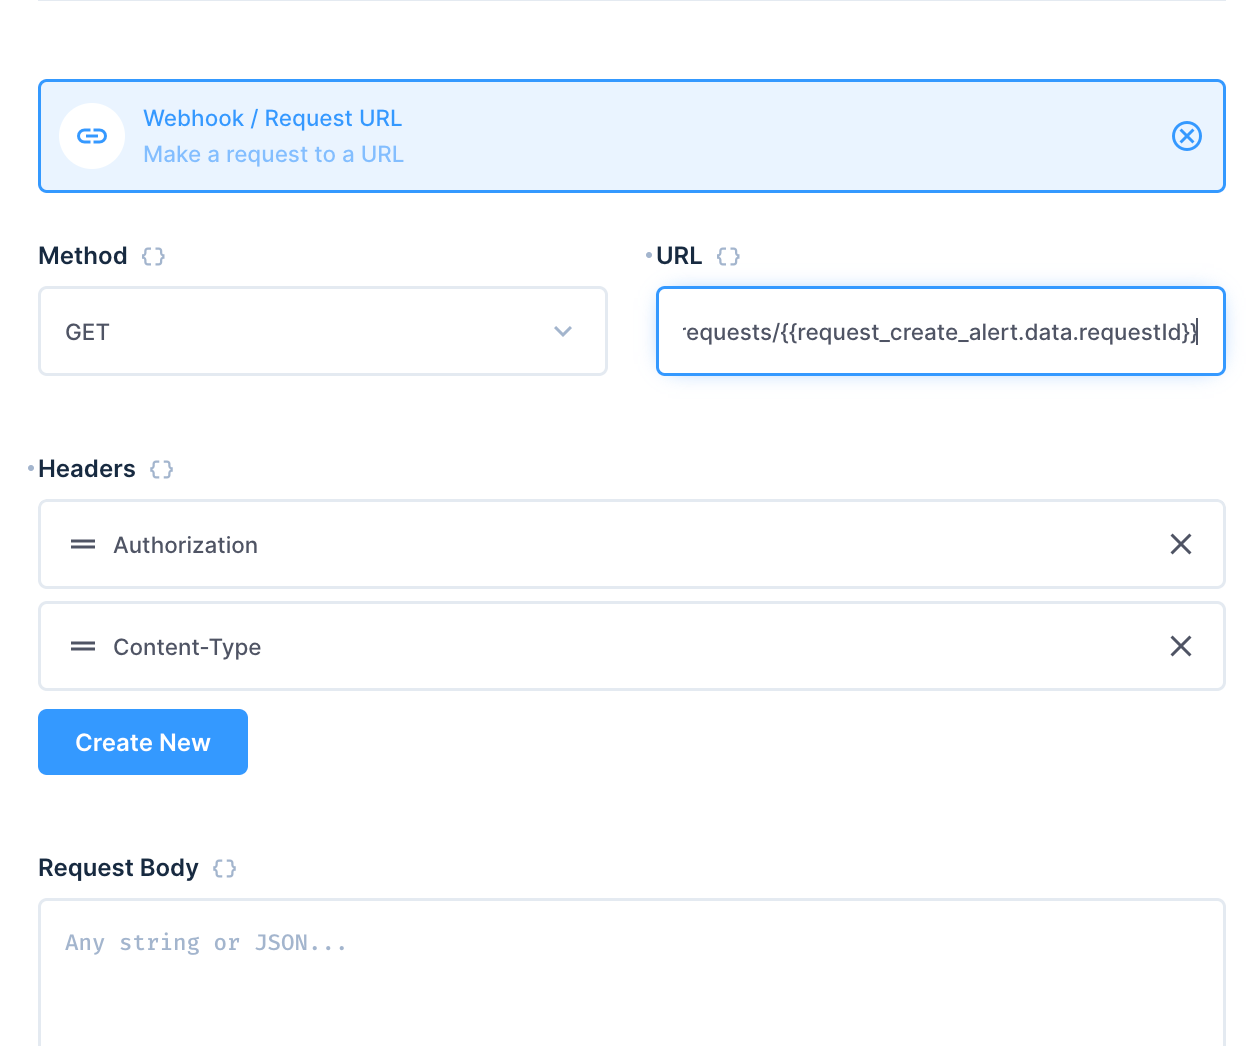 Webhook / Request URL
Make a request to a URL
Method {}
URL {}
GET
requests/{{request_create_alert.data.requestId}}
Headers {}
Authorization
Content-Type
Create New
Request Body {}
Any string or JSON...